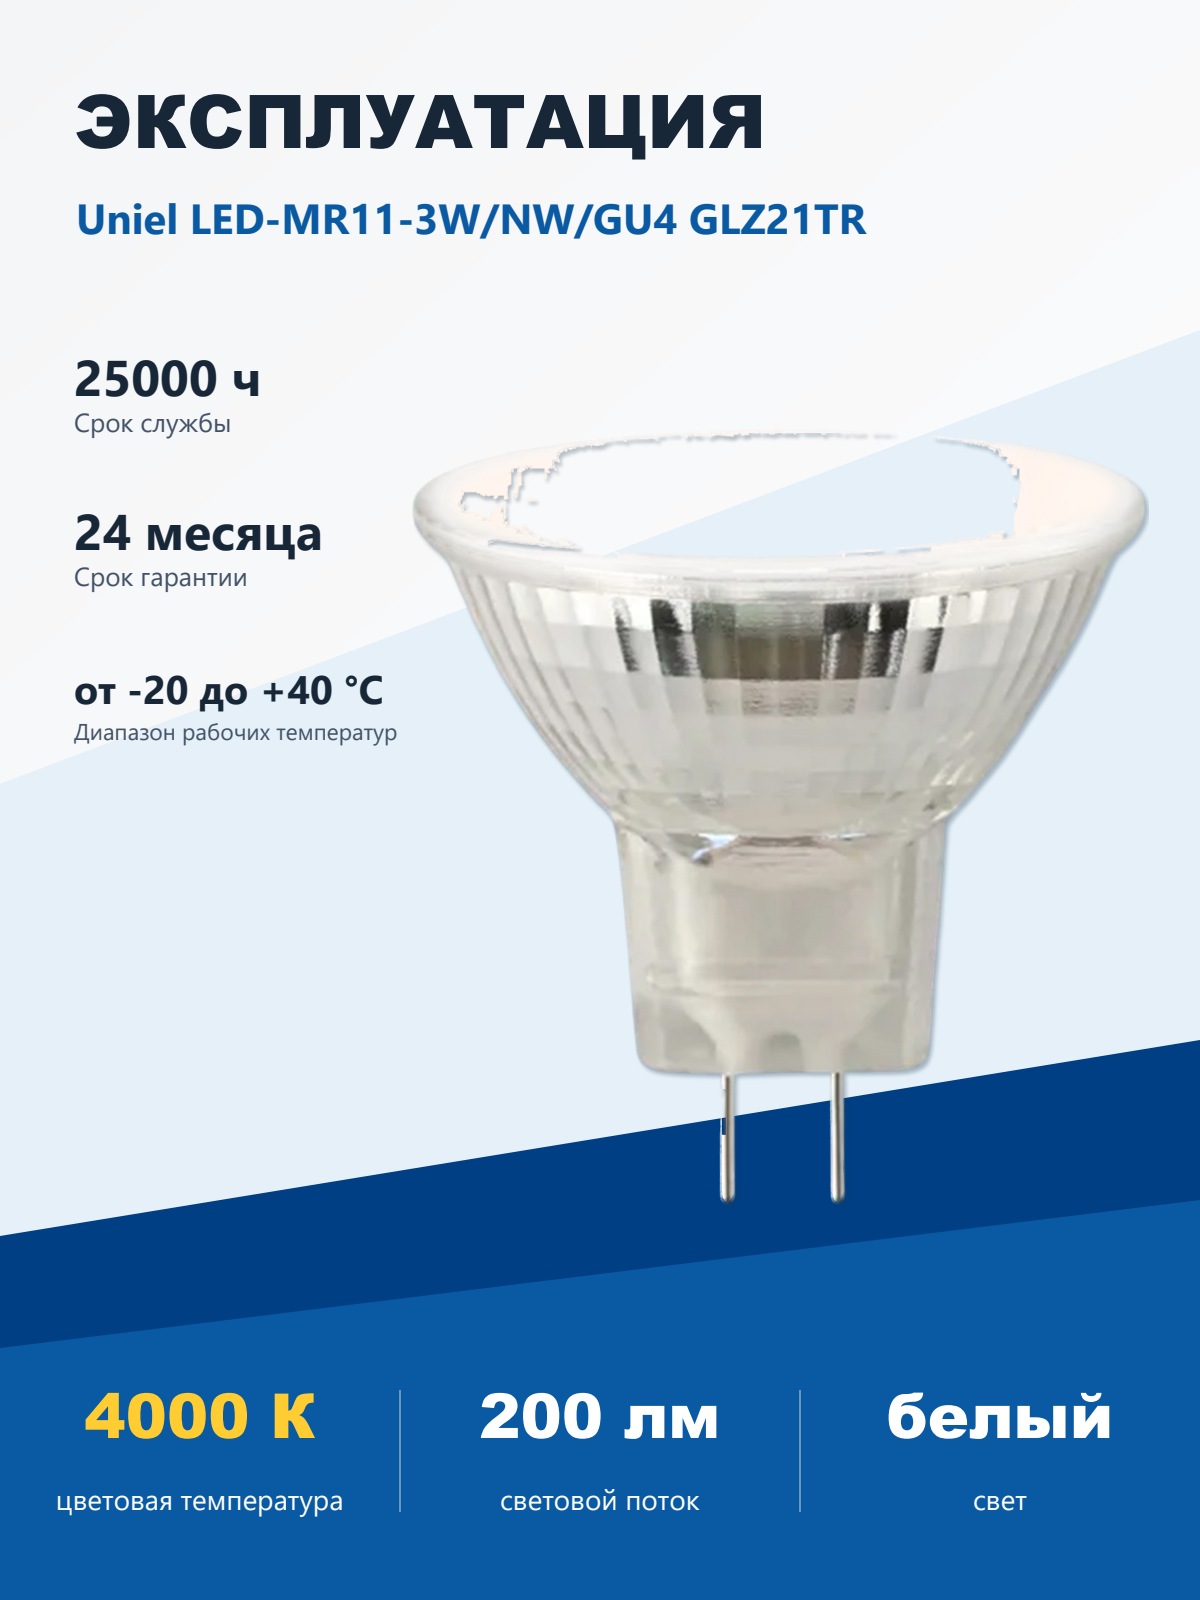 ЭКСПЛУАТАЦИЯ
Uniel LED-MR11-3W/NW/GU4 GLZ21TR
25000 ч
Срок службы
24 месяца
Срок гарантии
от -20 до +40 °C
Диапазон рабочих температур
4000 К
цветовая температура
200 лм
световой поток
белый
свет